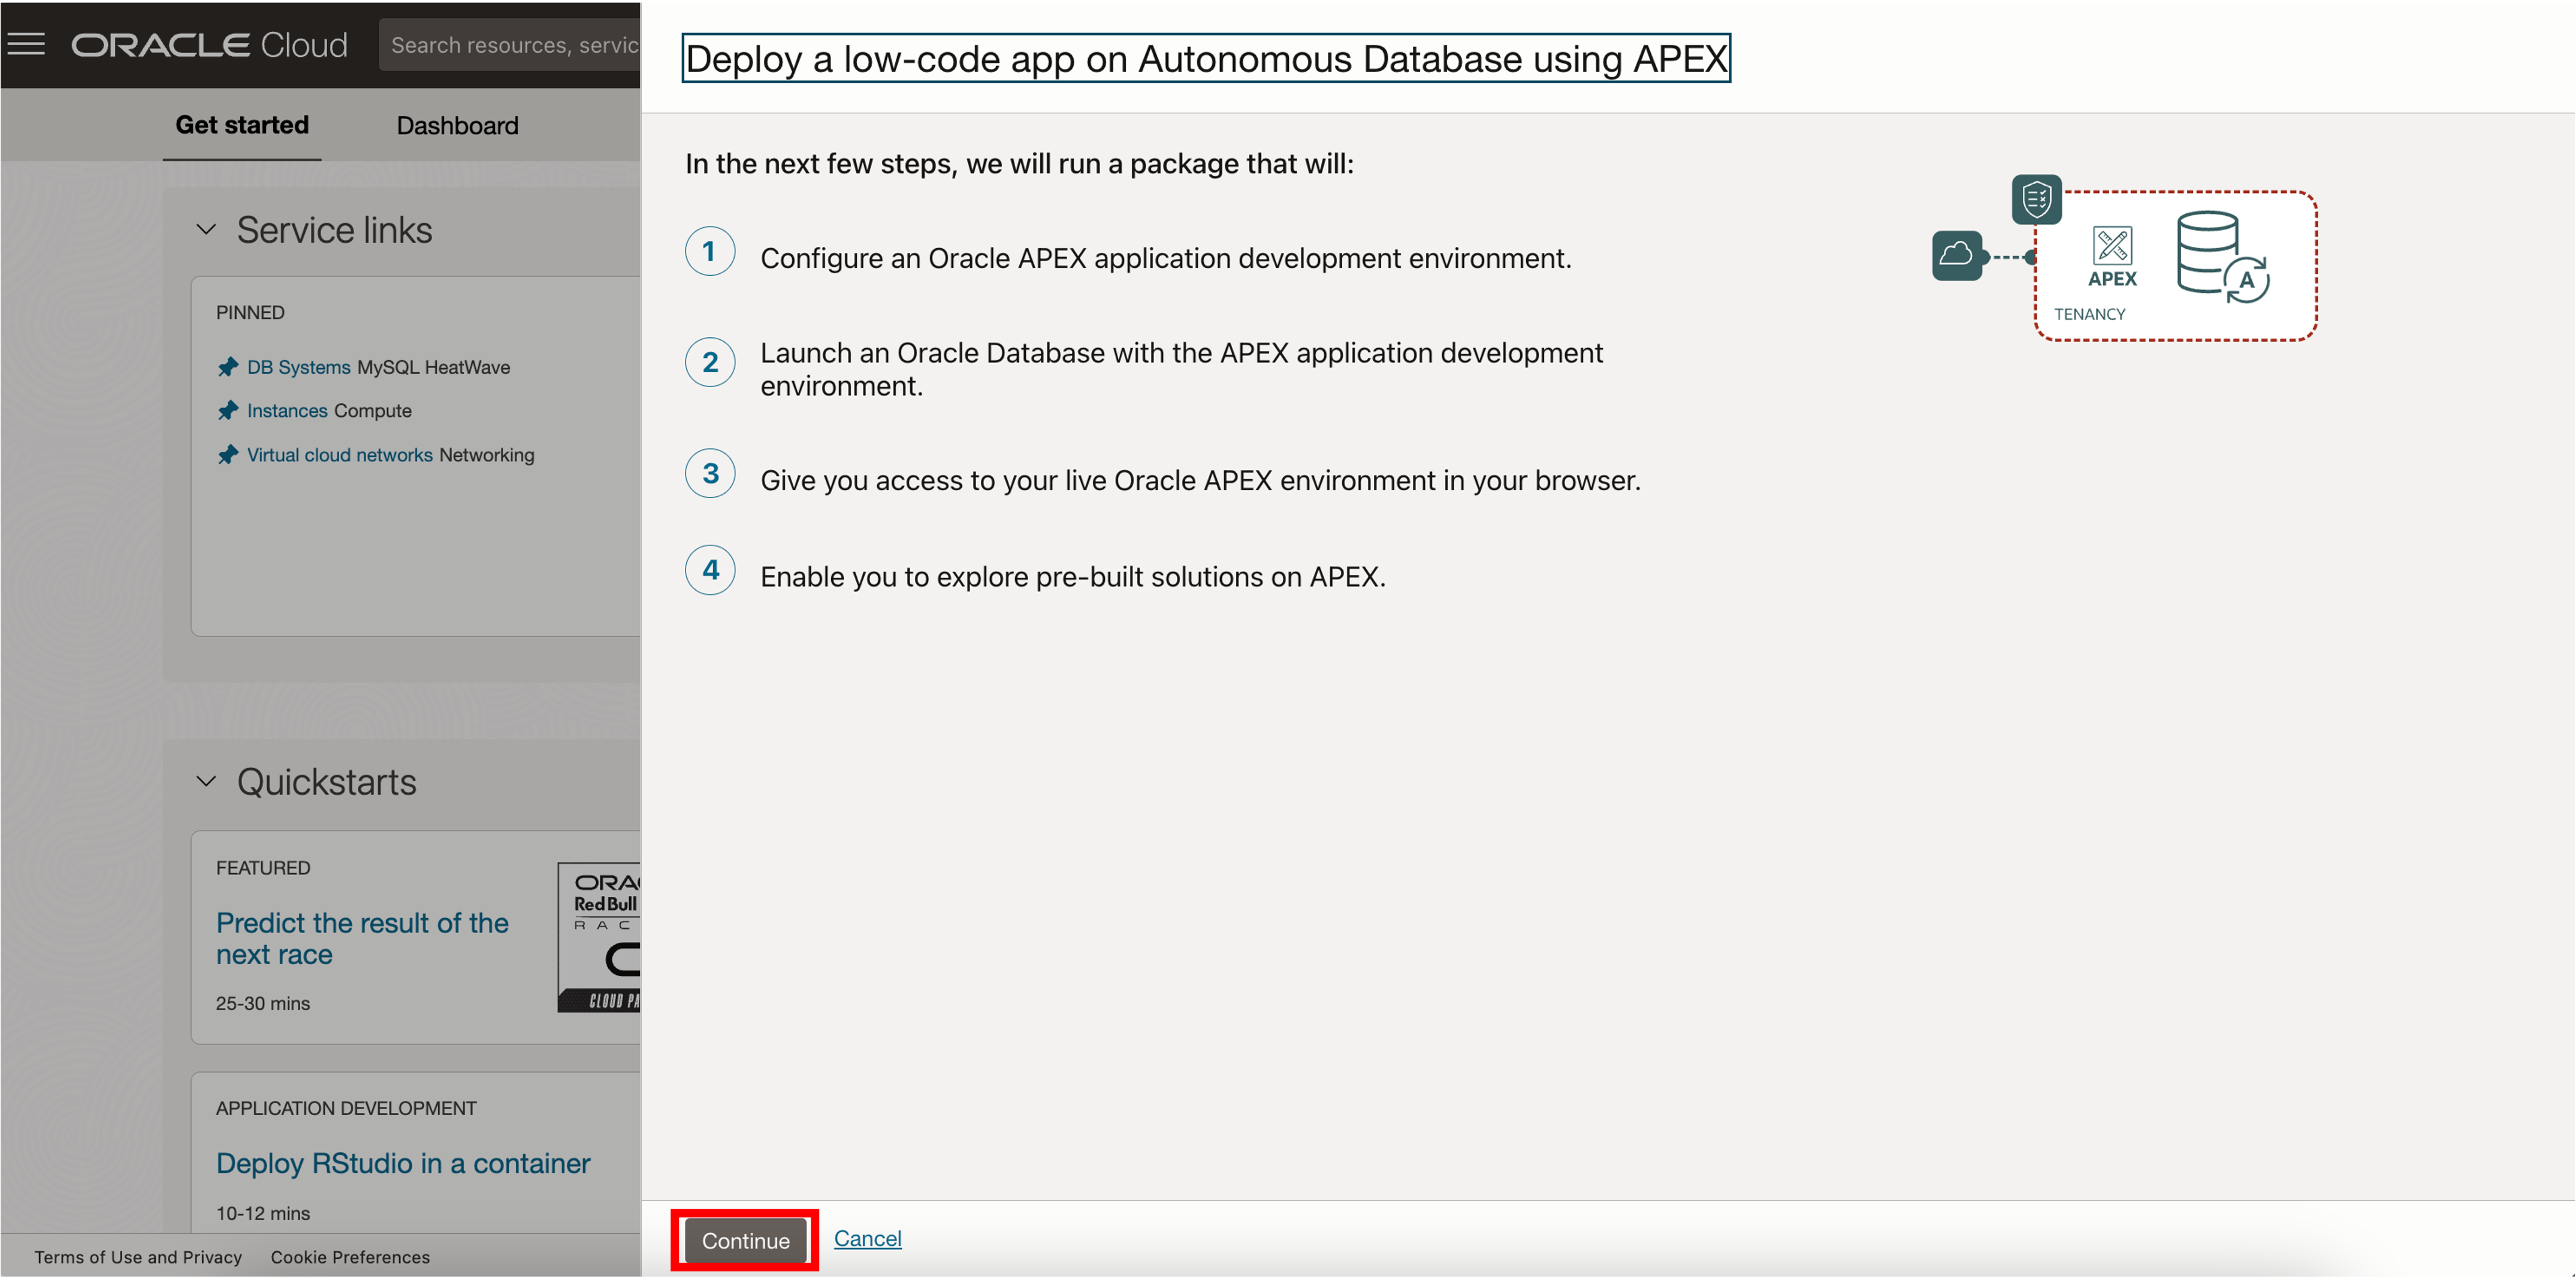 ORACLE Cloud
Search resources, servic
Get started
Dashboard
Service links
PINNED
DB Systems MySQL HeatWave
Instances Compute
Virtual cloud networks Networking
Quickstarts
FEATURED
Predict the result of the
next race
25-30 mins
ORAC
Red Bull
RAC
CLOUD PA
APPLICATION DEVELOPMENT
Deploy RStudio in a container
10-12 mins
Terms of Use and Privacy
Cookie Preferences
Deploy a low-code app on Autonomous Database using APEX
In the next few steps, we will run a package that will:
1 Configure an Oracle APEX application development environment.
2 Launch an Oracle Database with the APEX application development
environment.
3 Give you access to your live Oracle APEX environment in your browser.
4 Enable you to explore pre-built solutions on APEX.
APEX
A
TENANCY
Continue
Cancel